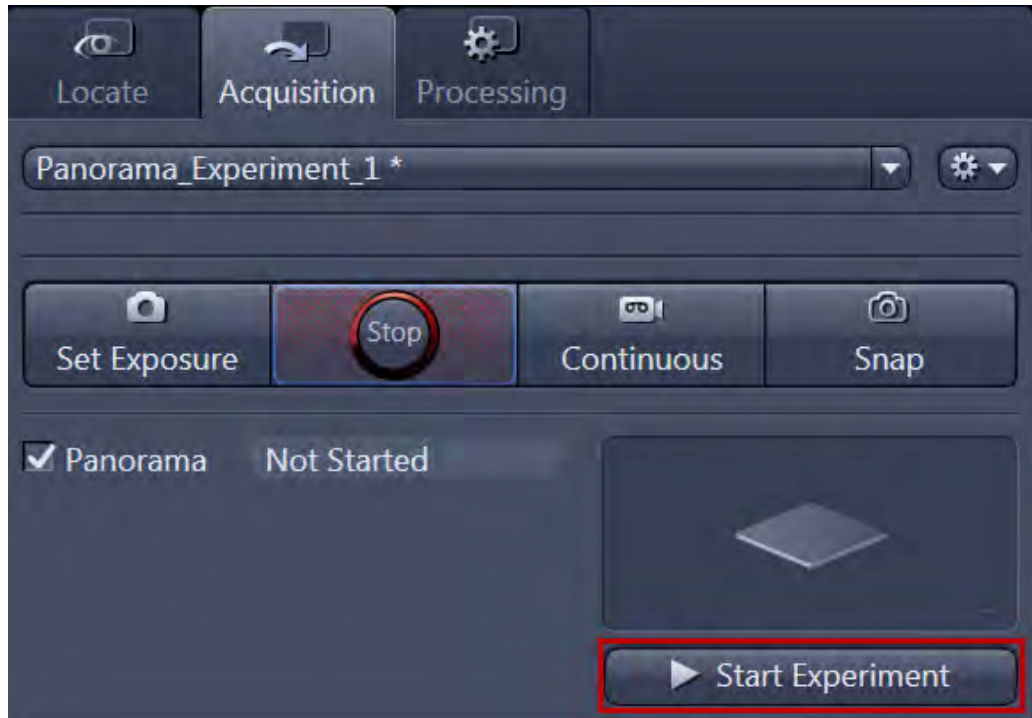 Locate Acquisition Processing
Panorama_Experiment_1 *
Set Exposure Stop Continuous Snap
Panorama Not Started
Start Experiment